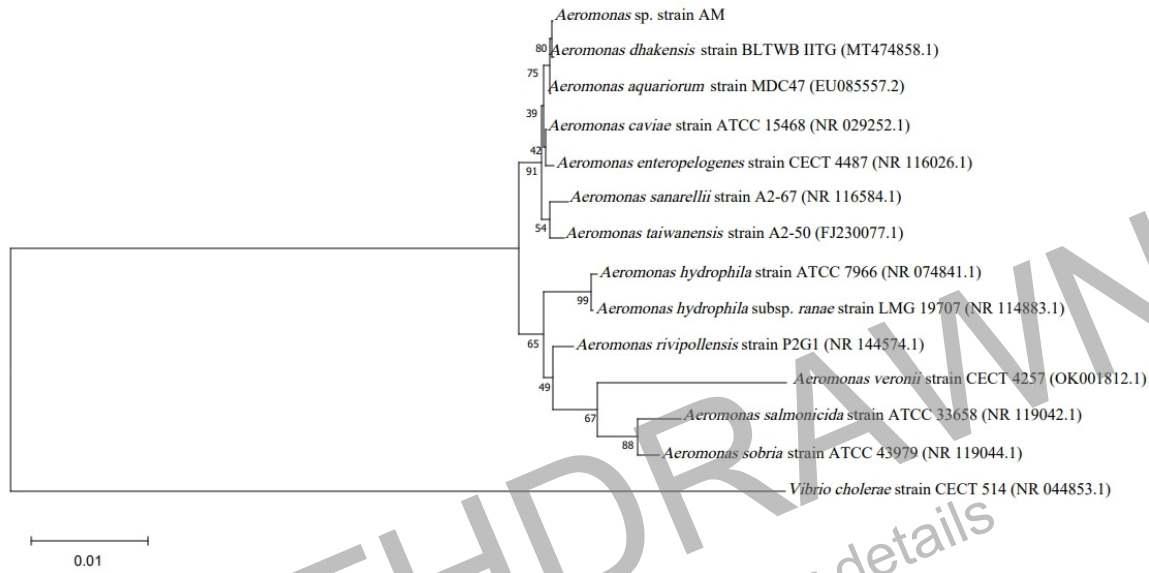 Aeromonas sp. strain AM
80
Aeromonas dhakensis strain BLTWB IITG (MT474858.1)
75
Aeromonas aquariorum strain MDC47 (EU085557.2)
39
Aeromonas caviae strain ATCC 15468 (NR 029252.1)
42
Aeromonas enteropelogenes strain CECT 4487 (NR 116026.1)
91
Aeromonas sanarellii strain A2-67 (NR 116584.1)
54
Aeromonas taiwanensis strain A2-50 (FJ230077.1)
Aeromonas hydrophila strain ATCC 7966 (NR 074841.1)
99
Aeromonas hydrophila subsp. ranae strain LMG 19707 (NR 114883.1)
65
Aeromonas rivipollensis strain P2G1 (NR 144574.1)
49
Aeromonas veronii strain CECT 4257 (OK001812.1)
67
Aeromonas salmonicida strain ATCC 33658 (NR 119042.1)
88
Aeromonas sobria strain ATCC 43979 (NR 119044.1)
Vibrio cholerae strain CECT 514 (NR 044853.1)
0.01
THDRAWN
details